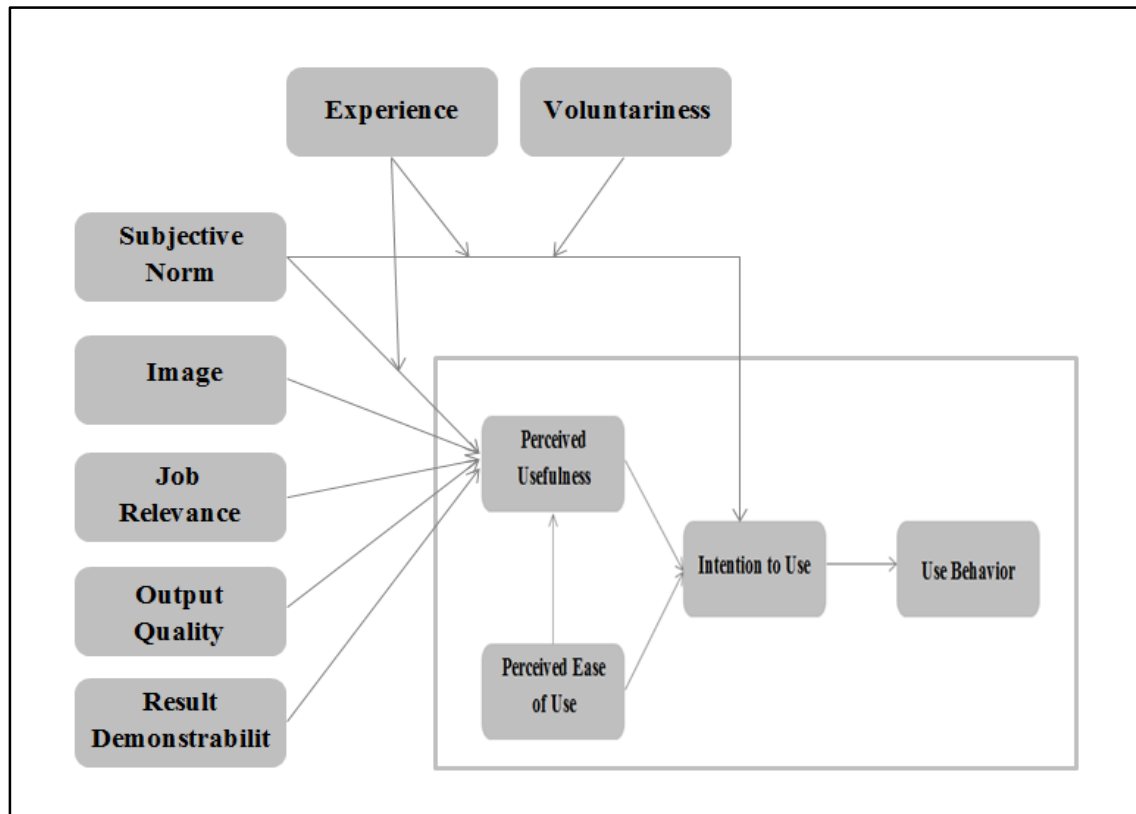 Experience
Voluntariness
Subjective
Norm
Image
Job
Relevance
Output
Quality
Result
Demonstrabilit
Perceived
Usefulness
Perceived Ease
of Use
Intention to Use
Use Behavior